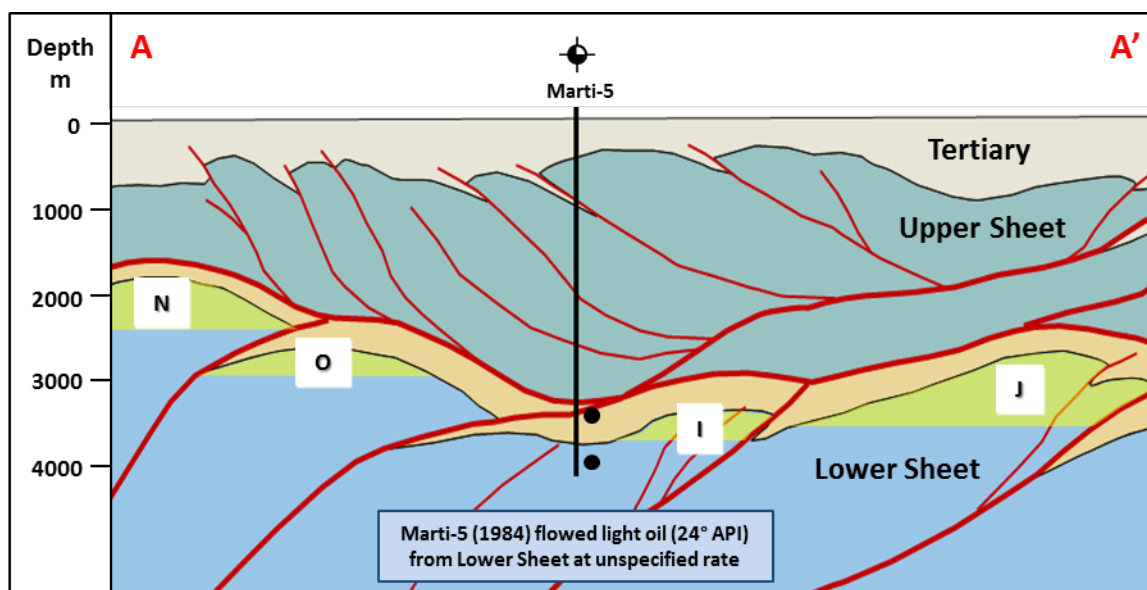 Depth
m
A
A’
Marti-5
0
Tertiary
1000
Upper Sheet
2000
N
O
3000
J
I
4000
Lower Sheet
Marti-5 (1984) flowed light oil (24° API)
from Lower Sheet at unspecified rate